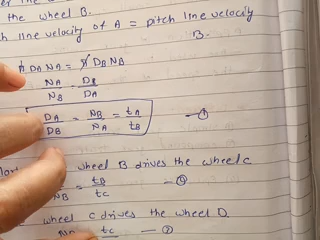 the wheel B.
line velocity of A = pitch line velocity
B.
π DA NA = π DB NB
NA/NB = DB/DA
DA/DB = NB/NA = tA/tB — ①
wheel B drives the wheel C
NB = tB/tC — ②
wheel C drives the wheel D.
tC — ③